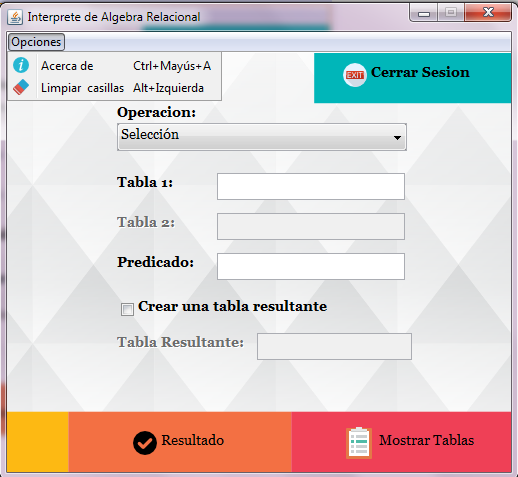 Interprete de Algebra Relacional
Opciones
Acerca de Ctrl+Mayús+A
Limpiar casillas Alt+Izquierda
EXIT Cerrar Sesion
Operacion:
Selección
Tabla 1:
Tabla 2:
Predicado:
Crear una tabla resultante
Tabla Resultante:
Resultado
Mostrar Tablas